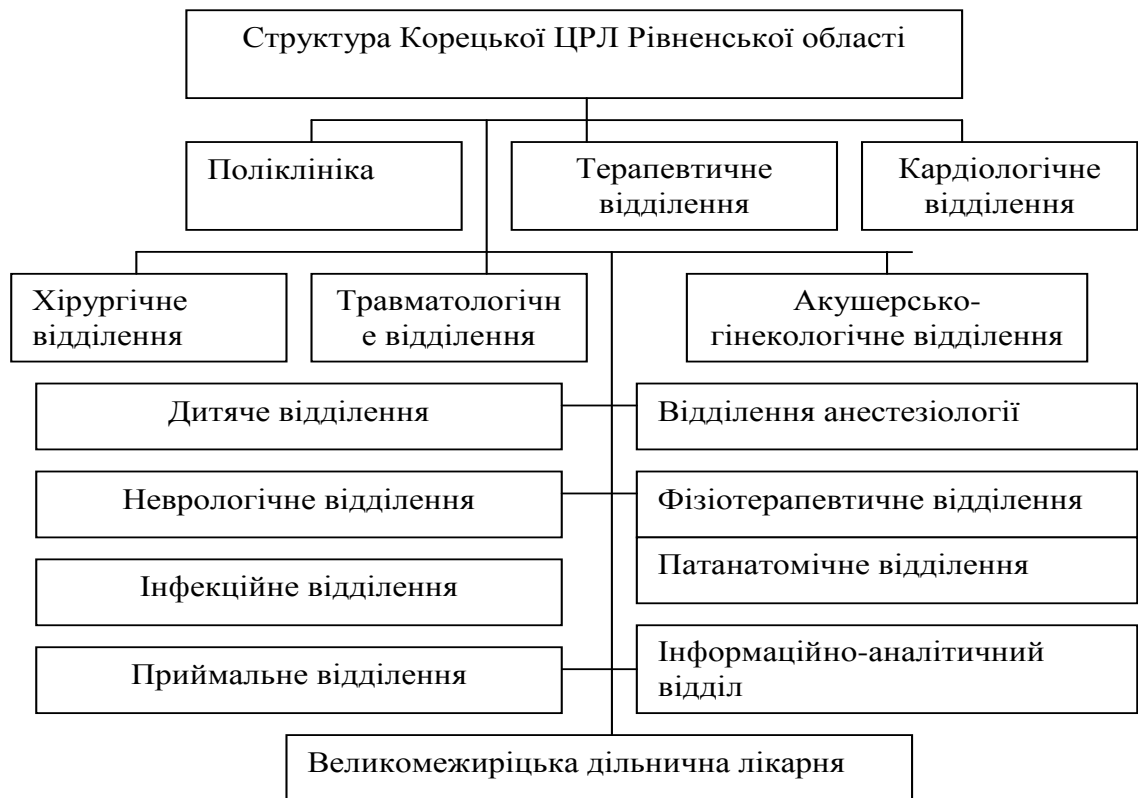 Структура Корецької ЦРЛ Рівненської області
Поліклініка
Терапевтичне
відділення
Кардіологічне
відділення
Хірургічне
відділення
Травматологічн
е відділення
Акушерсько-
гінекологічне відділення
Дитяче відділення
Відділення анестезіології
Неврологічне відділення
Фізіотерапевтичне відділення
Інфекційне відділення
Патанатомічне відділення
Приймальне відділення
Інформаційно-аналітичний
відділ
Великомежиріцька дільнична лікарня